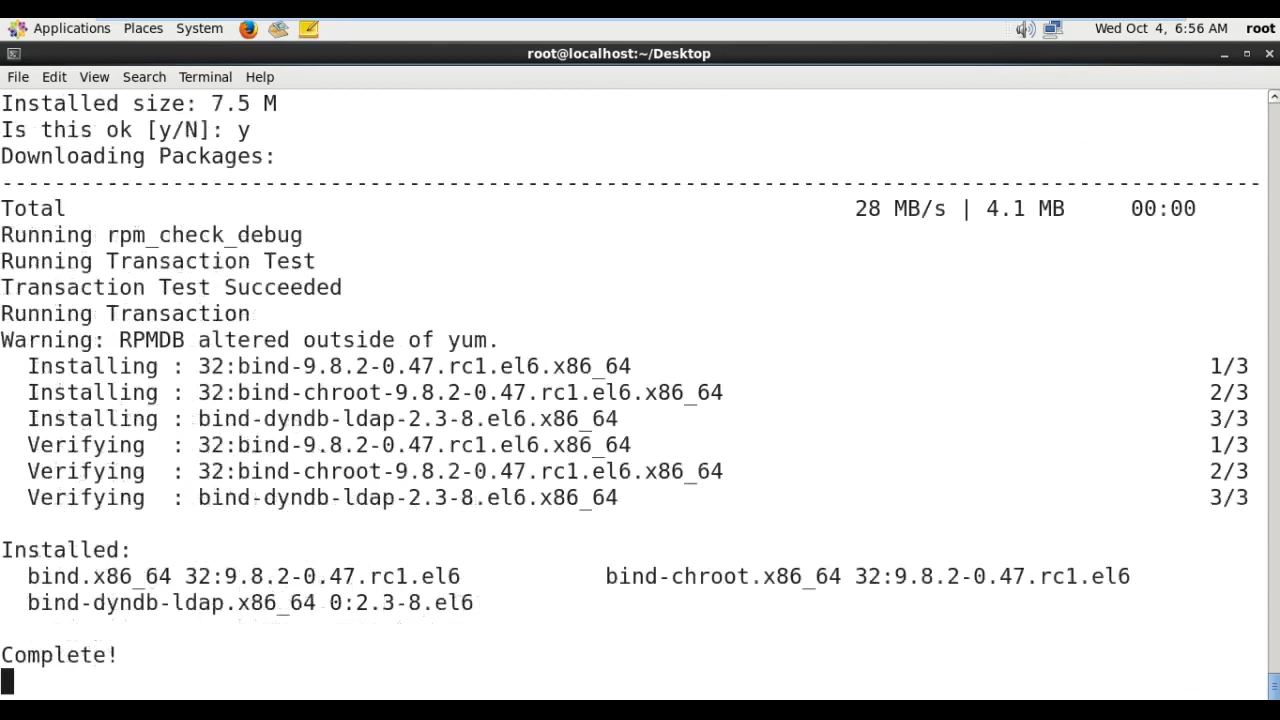 Applications Places System Wed Oct 4, 6:56 AM root
root@localhost:~/Desktop
File Edit View Search Terminal Help
Installed size: 7.5 M
Is this ok [y/N]: y
Downloading Packages:
--------------------------------------------------------------------------------
Total 28 MB/s | 4.1 MB 00:00
Running rpm_check_debug
Running Transaction Test
Transaction Test Succeeded
Running Transaction
Warning: RPMDB altered outside of yum.
Installing : 32:bind-9.8.2-0.47.rc1.el6.x86_64 1/3
Installing : 32:bind-chroot-9.8.2-0.47.rc1.el6.x86_64 2/3
Installing : bind-dyndb-ldap-2.3-8.el6.x86_64 3/3
Verifying : 32:bind-9.8.2-0.47.rc1.el6.x86_64 1/3
Verifying : 32:bind-chroot-9.8.2-0.47.rc1.el6.x86_64 2/3
Verifying : bind-dyndb-ldap-2.3-8.el6.x86_64 3/3
Installed:
bind.x86_64 32:9.8.2-0.47.rc1.el6 bind-chroot.x86_64 32:9.8.2-0.47.rc1.el6
bind-dyndb-ldap.x86_64 0:2.3-8.el6
Complete!